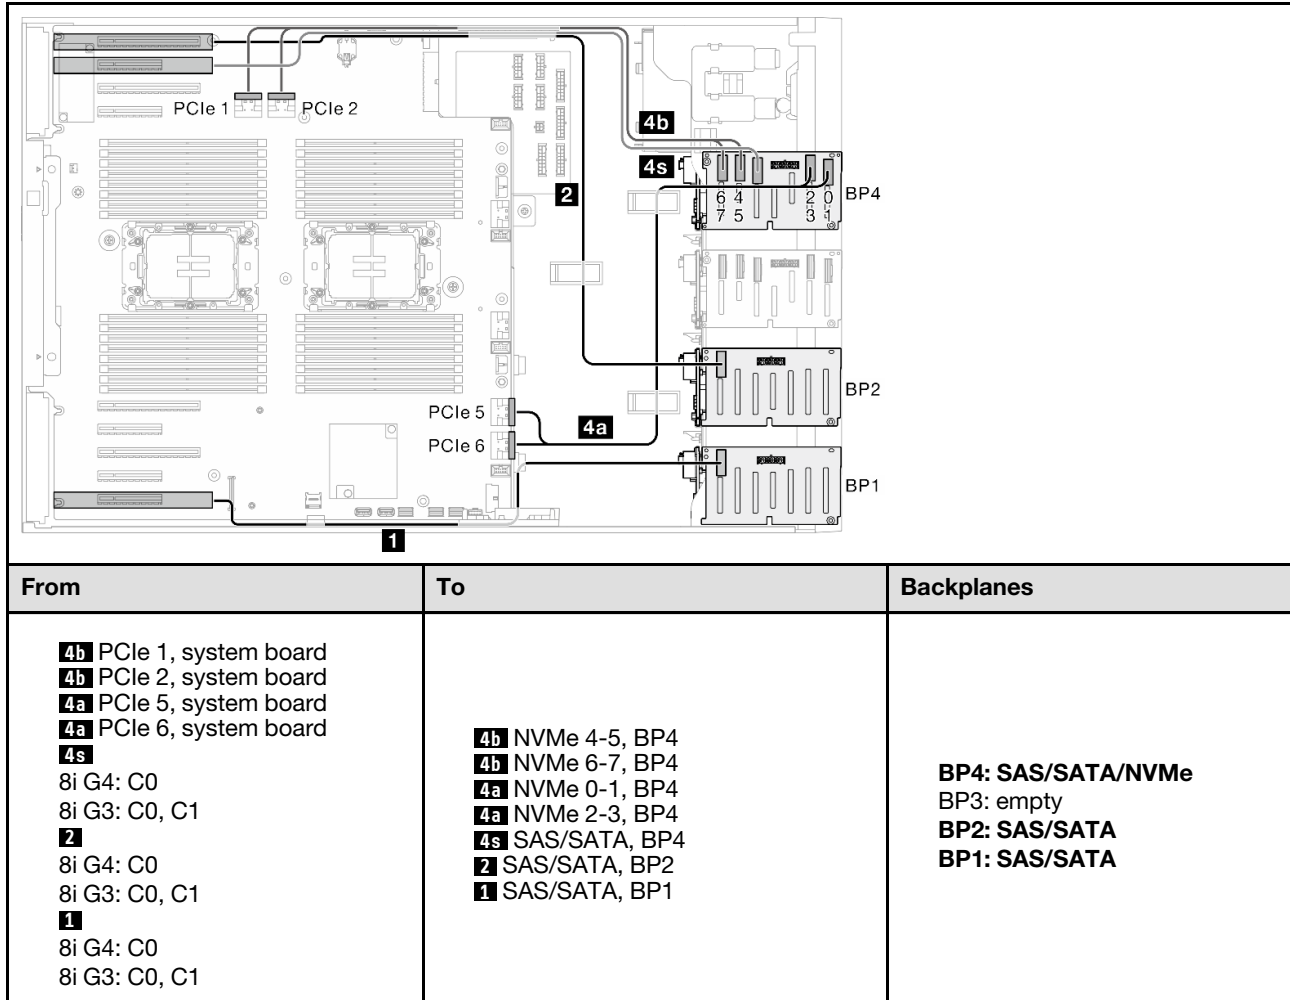 PCIe 1
PCIe 2
4b
4s
2
6 4 2 0
7 5 3 1
BP4
BP2
PCIe 5
PCIe 6
4a
BP1
1
From
To
Backplanes
4b PCIe 1, system board
4b PCIe 2, system board
4a PCIe 5, system board
4a PCIe 6, system board
4s
8i G4: C0
8i G3: C0, C1
2
8i G4: C0
8i G3: C0, C1
1
8i G4: C0
8i G3: C0, C1
4b NVMe 4-5, BP4
4b NVMe 6-7, BP4
4a NVMe 0-1, BP4
4a NVMe 2-3, BP4
4s SAS/SATA, BP4
2 SAS/SATA, BP2
1 SAS/SATA, BP1
BP4: SAS/SATA/NVMe
BP3: empty
BP2: SAS/SATA
BP1: SAS/SATA